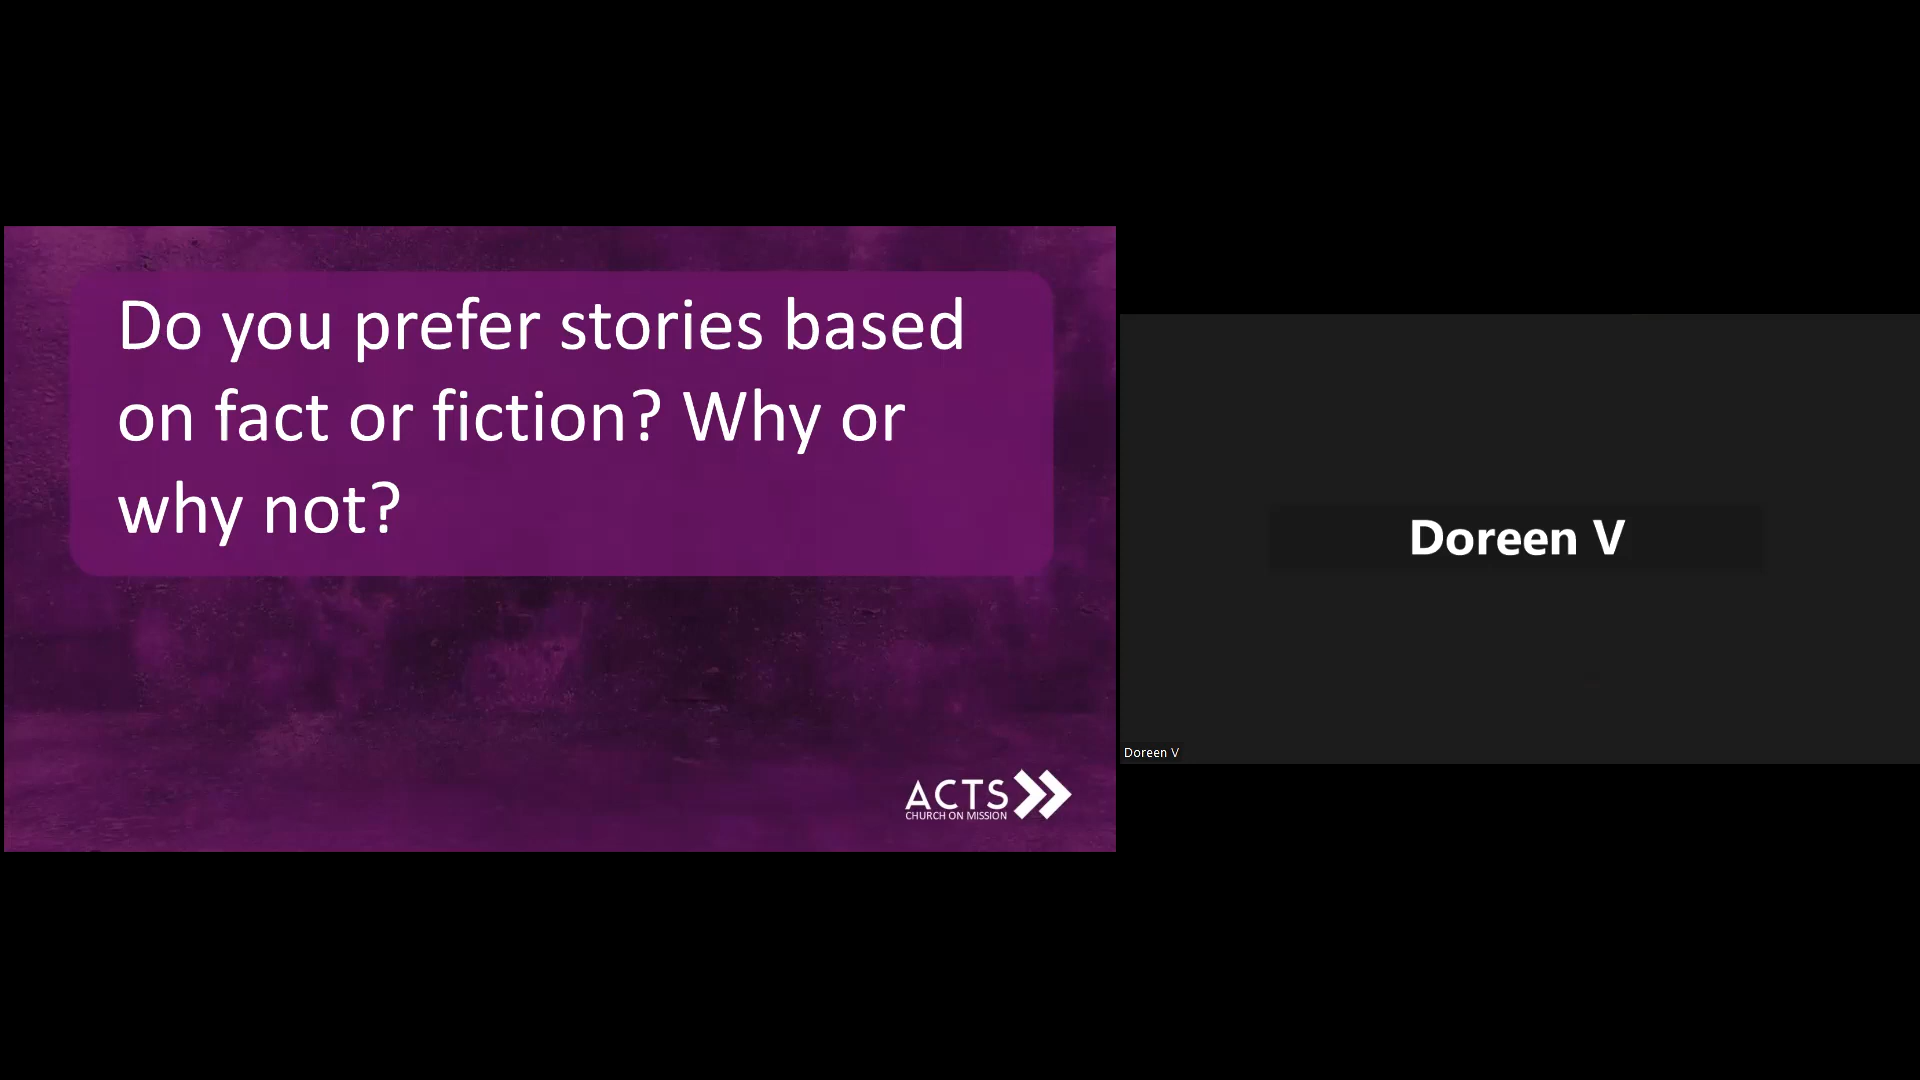 Do you prefer stories based
on fact or fiction? Why or
why not?
ACTS
CHURCH ON MISSION
Doreen V
Doreen V